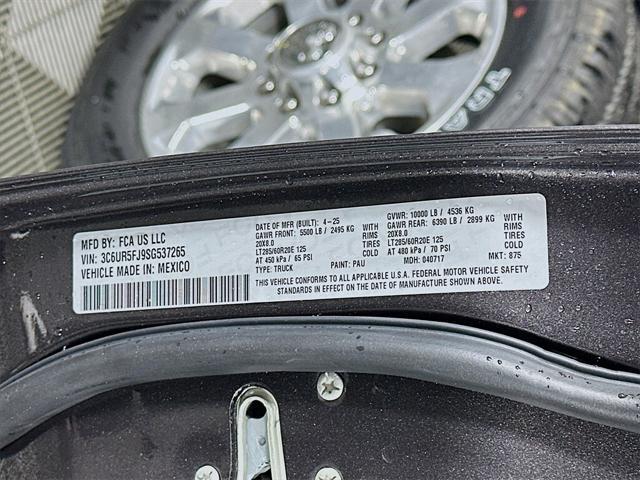 TRA
MFD BY: FCA US LLC
VIN: 3C6UR5FJ9SG537265
VEHICLE MADE IN: MEXICO
DATE OF MFR (BUILT): 4-25
GAWR FRONT: 5500 LB / 2495 KG WITH
20X8.0 RIMS
LT285/60R20E 125 TIRES
AT 450 kPa / 65 PSI COLD
TYPE: TRUCK PAINT: PAU
GVWR: 10000 LB / 4536 KG
GAWR REAR: 6390 LB / 2899 KG WITH
20X8.0 RIMS
LT285/60R20E 125 TIRES
AT 480 kPa / 70 PSI COLD
MDH: 040717 MKT: 875
THIS VEHICLE CONFORMS TO ALL APPLICABLE U.S. FEDERAL MOTOR VEHICLE SAFETY
STANDARDS IN EFFECT ON THE DATE OF MANUFACTURE SHOWN ABOVE.